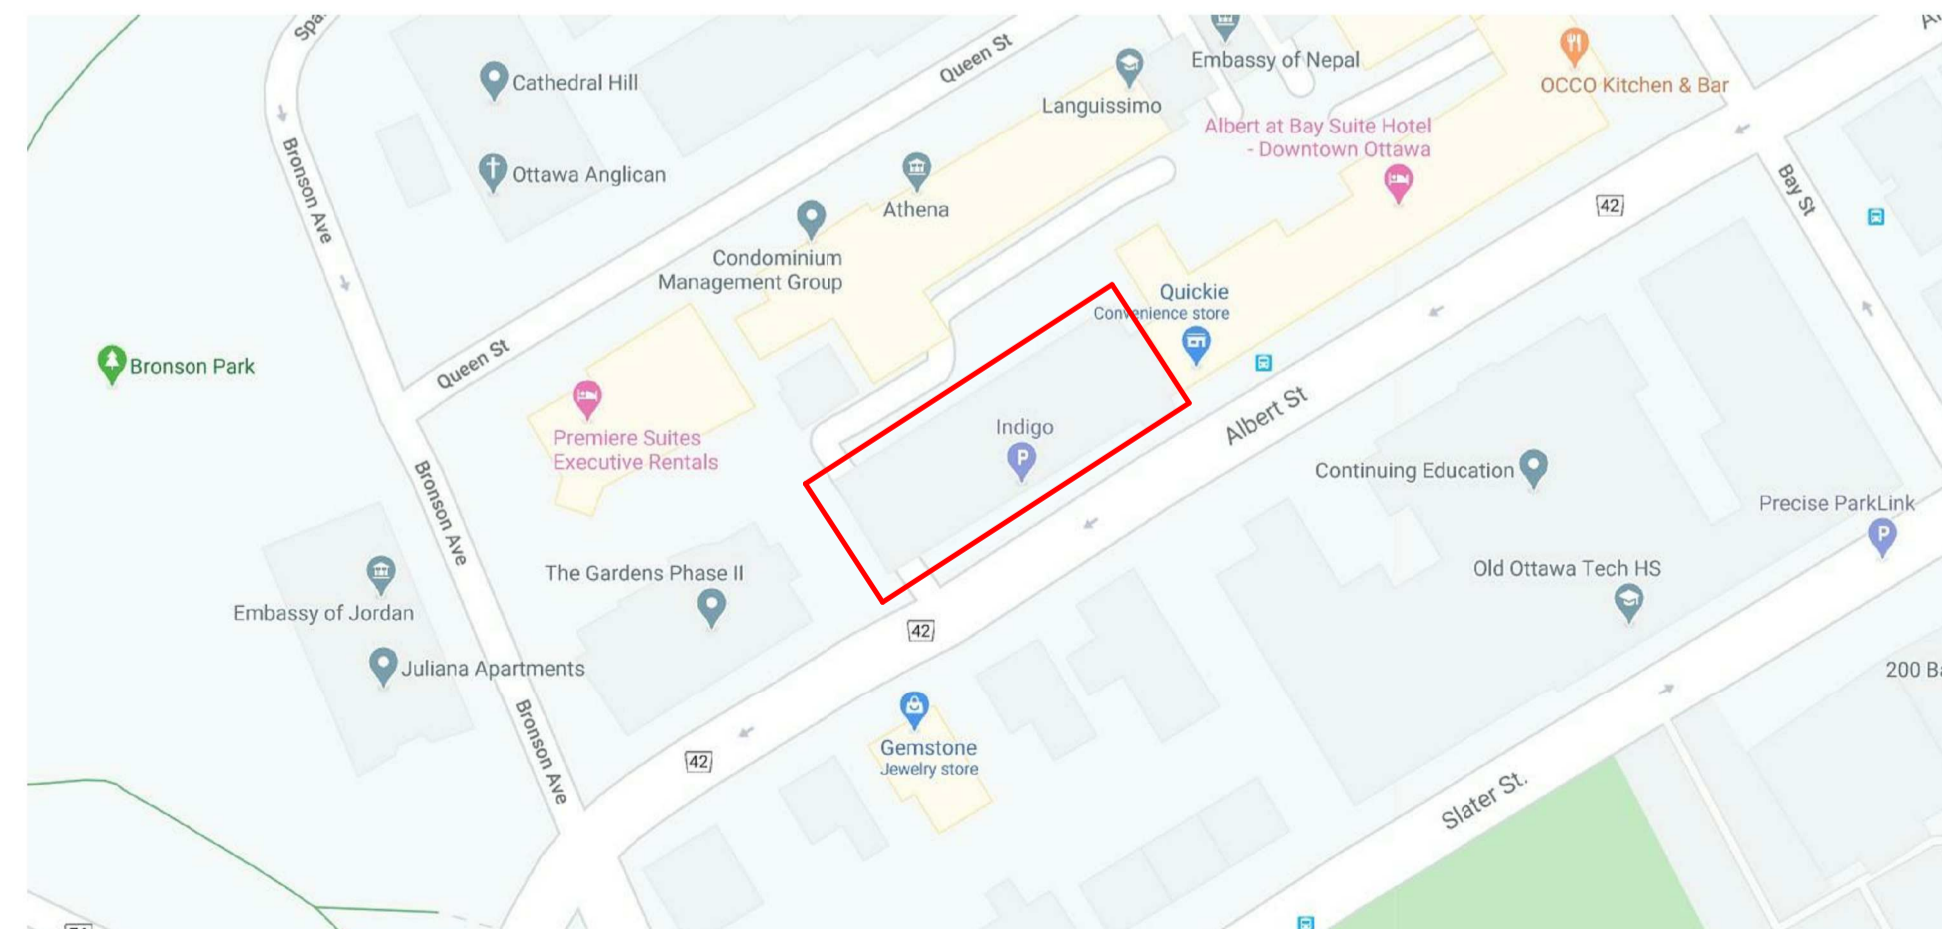 Spa
Queen St
Cathedral Hill
Languissimo
Embassy of Nepal
OCCO Kitchen & Bar
Bronson Ave
Ottawa Anglican
Albert at Bay Suite Hotel
- Downtown Ottawa
Athena
42
Bay St
Condominium
Management Group
Quickie
Convenience store
Bronson Park
Queen St
Premiere Suites
Executive Rentals
Indigo
P
Albert St
Continuing Education
Precise ParkLink
P
Bronson Ave
The Gardens Phase II
Old Ottawa Tech HS
Embassy of Jordan
42
Juliana Apartments
200 Ba
Bronson Ave
42
Gemstone
Jewelry store
Slater St.